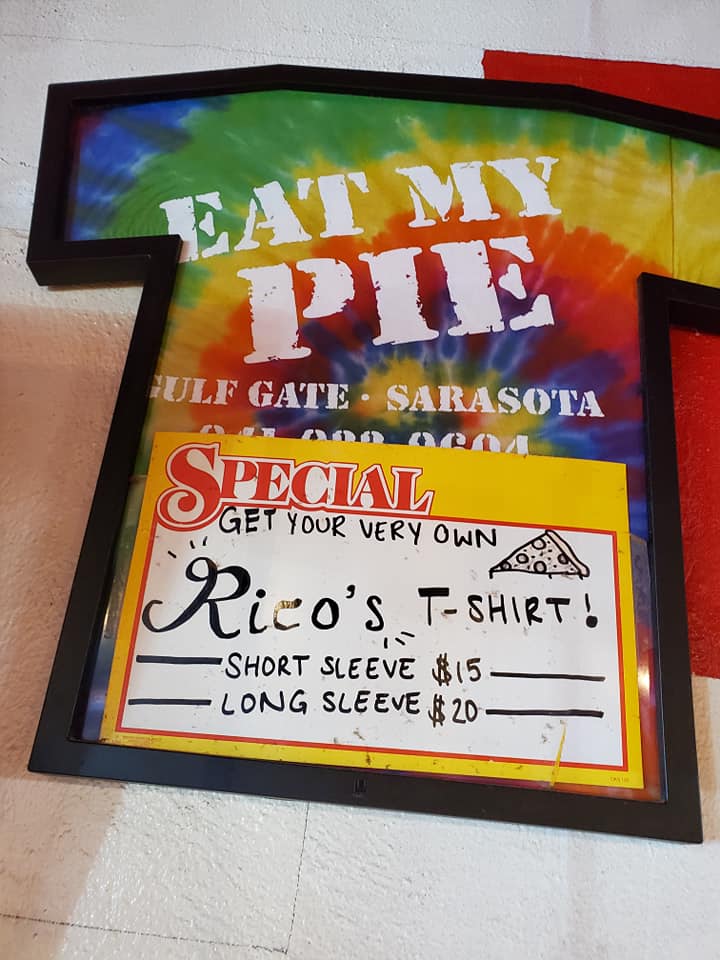 EAT MY
PIE
GULF GATE · SARASOTA
SPECIAL
GET YOUR VERY OWN
Rico's T-SHIRT!
SHORT SLEEVE $15
LONG SLEEVE $20